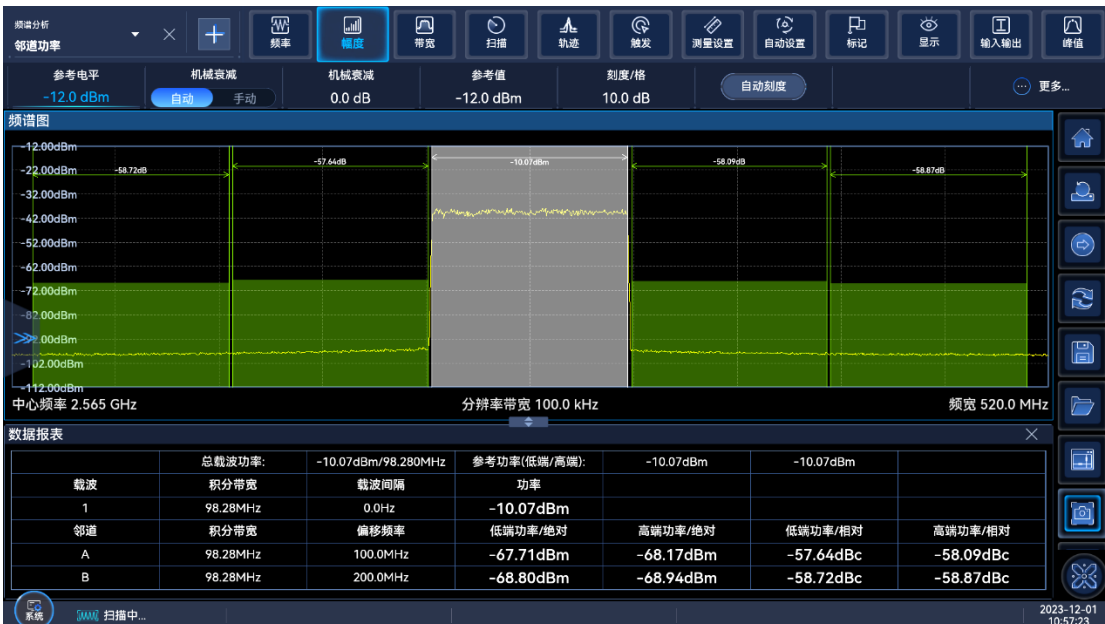 频谱分析
邻道功率
频率
幅度
带宽
扫描
轨迹
触发
测量设置
自动设置
标记
显示
输入输出
峰值
参考电平 机械衰减 机械衰减 参考值 刻度/格
-12.0 dBm 自动 手动 0.0 dB -12.0 dBm 10.0 dB 自动刻度 更多...
频谱图
-12.00dBm
-58.72dB -57.64dB -10.07dBm -58.09dB -58.87dB
-22.00dBm
-32.00dBm
-42.00dBm
-52.00dBm
-62.00dBm
-72.00dBm
-82.00dBm
2.00dBm
-102.00dBm
-112.00dBm
中心频率 2.565 GHz 分辨率带宽 100.0 kHz 频宽 520.0 MHz
数据报表
总载波功率: -10.07dBm/98.280MHz 参考功率(低端/高端): -10.07dBm -10.07dBm
载波 积分带宽 载波间隔 功率
1 98.28MHz 0.0Hz -10.07dBm
邻道 积分带宽 偏移频率 低端功率/绝对 高端功率/绝对 低端功率/相对 高端功率/相对
A 98.28MHz 100.0MHz -67.71dBm -68.17dBm -57.64dBc -58.09dBc
B 98.28MHz 200.0MHz -68.80dBm -68.94dBm -58.72dBc -58.87dBc
系统 扫描中...
2023-12-01
10:57:23